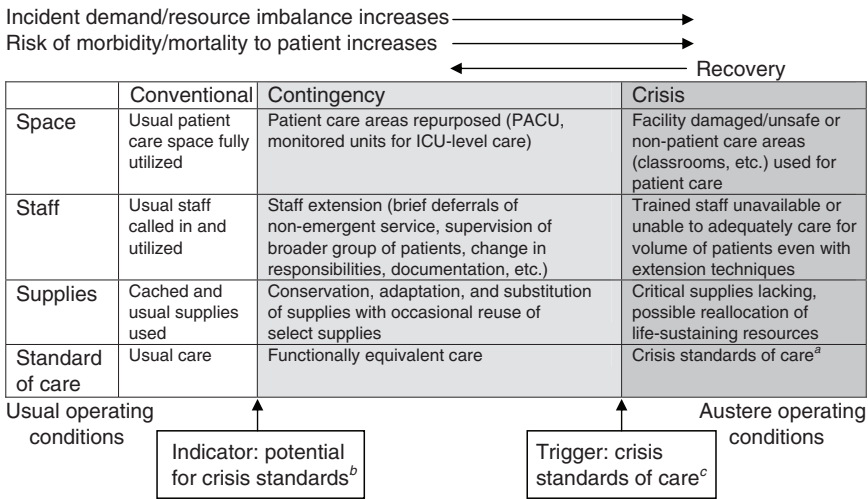 Incident demand/resource imbalance increases
Risk of morbidity/mortality to patient increases
Recovery
Conventional Contingency Crisis
Space
Usual patient
care space fully
utilized
Patient care areas repurposed (PACU,
monitored units for ICU-level care)
Facility damaged/unsafe or
non-patient care areas
(classrooms, etc.) used for
patient care
Staff
Usual staff
called in and
utilized
Staff extension (brief deferrals of
non-emergent service, supervision of
broader group of patients, change in
responsibilities, documentation, etc.)
Trained staff unavailable or
unable to adequately care for
volume of patients even with
extension techniques
Supplies
Cached and
usual supplies
used
Conservation, adaptation, and substitution
of supplies with occasional reuse of
select supplies
Critical supplies lacking,
possible reallocation of
life-sustaining resources
Standard
of care
Usual care
Functionally equivalent care
Crisis standards of care^a
Usual operating
conditions
Indicator: potential
for crisis standards^b
Trigger: crisis
standards of care^c
Austere operating
conditions